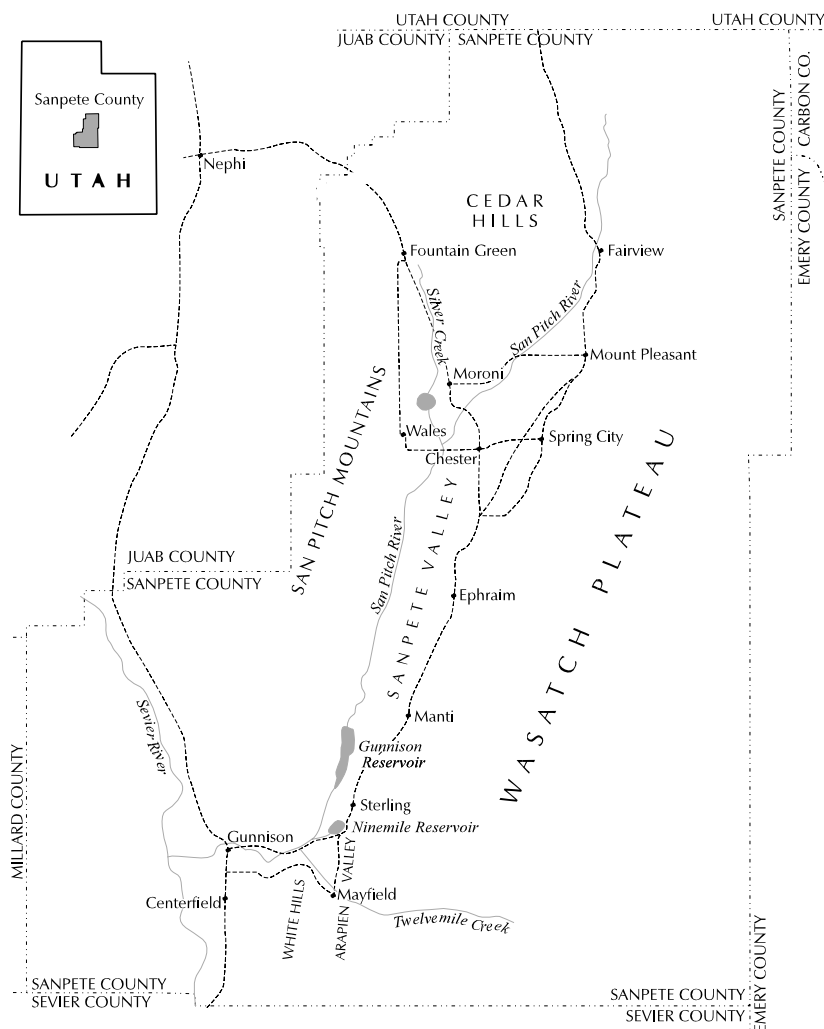 UTAH COUNTY
UTAH COUNTY
JUAB COUNTY
SANPETE COUNTY
Sanpete County
UTAH
SANPETE COUNTY
CARBON CO.
EMERY COUNTY
Nephi
CEDAR
HILLS
Fountain Green
Fairview
Silver Creek
San Pitch River
Mount Pleasant
Moroni
SAN PITCH MOUNTAINS
Wales
Spring City
Chester
SANPETE VALLEY
WASATCH PLATEAU
San Pitch River
JUAB COUNTY
SANPETE COUNTY
Ephraim
Manti
Sevier River
Gunnison
Reservoir
Sterling
Ninemile Reservoir
MILLARD COUNTY
Gunnison
ARAPIEN VALLEY
WHITE HILLS
Centerfield
Mayfield
Twelvemile Creek
SANPETE COUNTY
SEVIER COUNTY
SANPETE COUNTY
SEVIER COUNTY
EMERY COUNTY